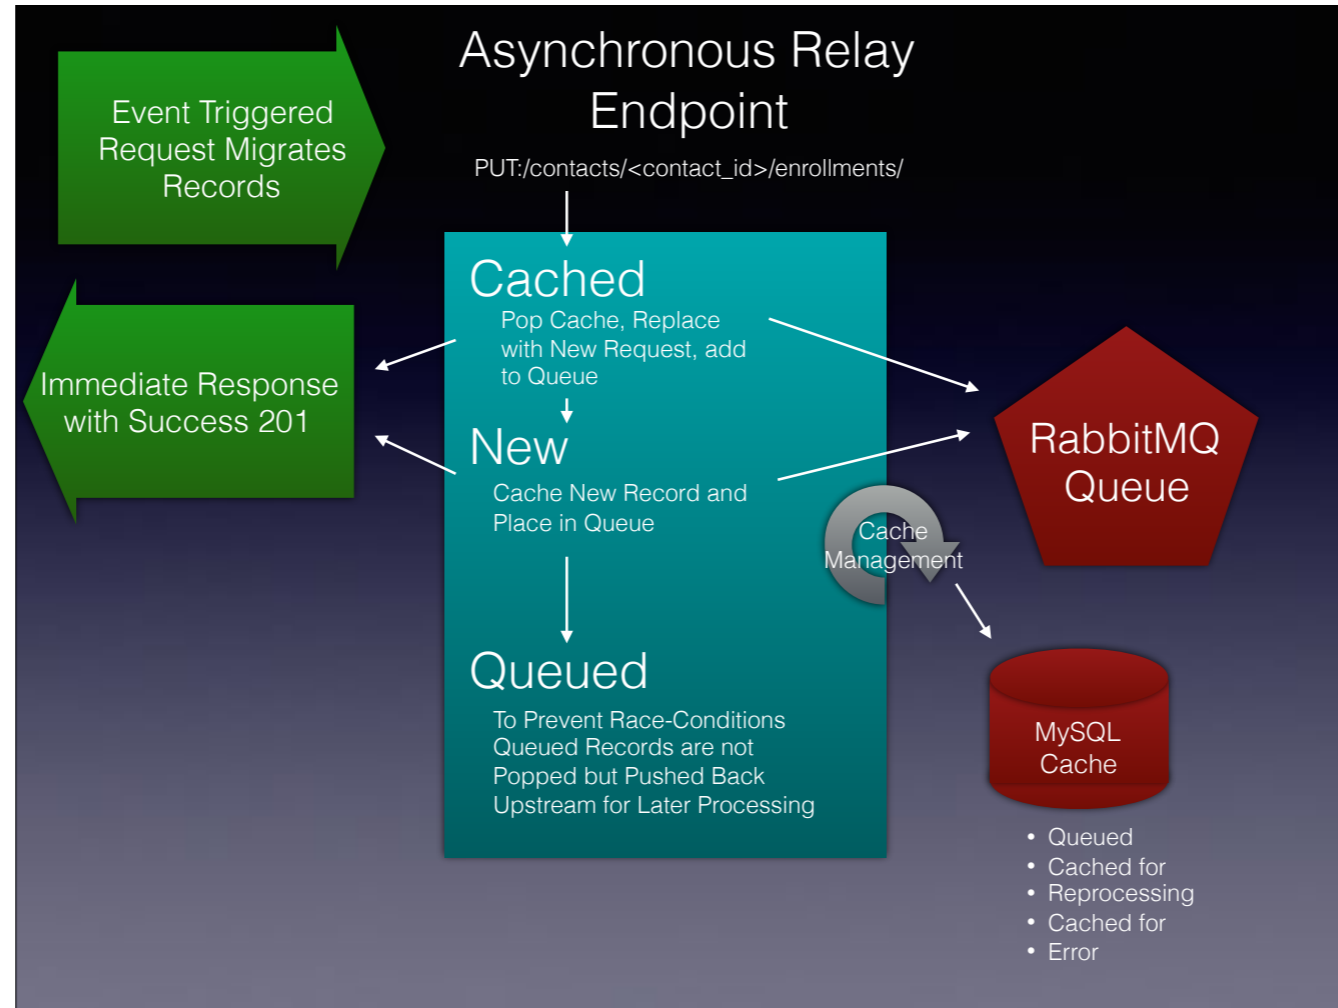 Asynchronous Relay
Endpoint
PUT:/contacts/<contact_id>/enrollments/
Event Triggered
Request Migrates
Records
Immediate Response
with Success 201
Cached
Pop Cache, Replace
with New Request, add
to Queue
New
Cache New Record and
Place in Queue
Queued
To Prevent Race-Conditions
Queued Records are not
Popped but Pushed Back
Upstream for Later Processing
Cache
Management
RabbitMQ
Queue
MySQL
Cache
• Queued
• Cached for
• Reprocessing
• Cached for
• Error